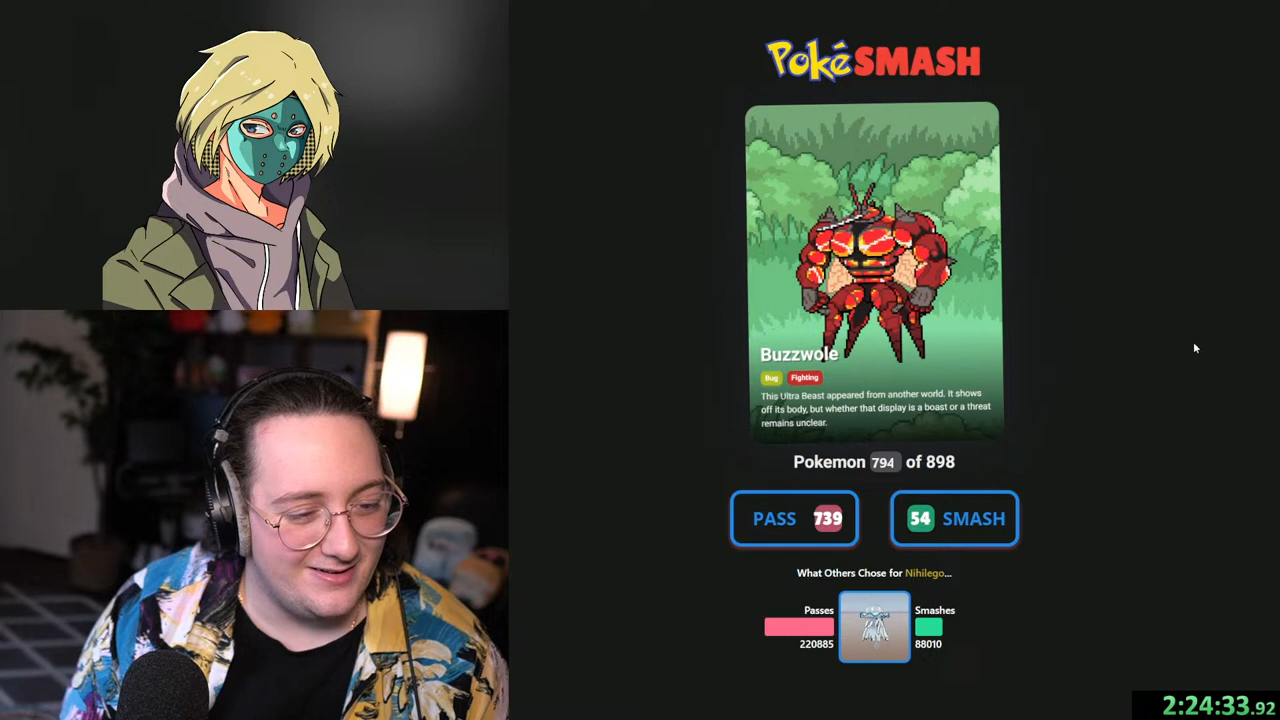 PokéSMASH
Buzzwole
Bug Fighting
This Ultra Beast appeared from another world. It shows
off its body, but whether that display is a boast or a threat
remains unclear.
Pokemon 794 of 898
PASS 739
54 SMASH
What Others Chose for Nihilego...
Passes
Smashes
220885
88010
2:24:33.92